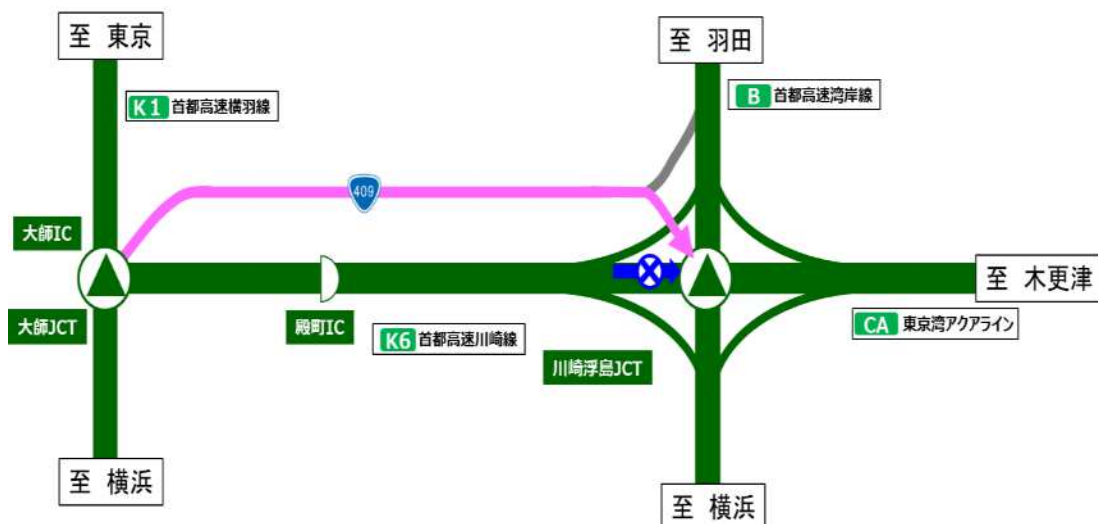 至 東京
至 羽田
K1 首都高速横羽線
B 首都高速湾岸線
409
大師IC
大師JCT
殿町IC
K6 首都高速川崎線
川崎浮島JCT
至 木更津
CA 東京湾アクアライン
至 横浜
至 横浜